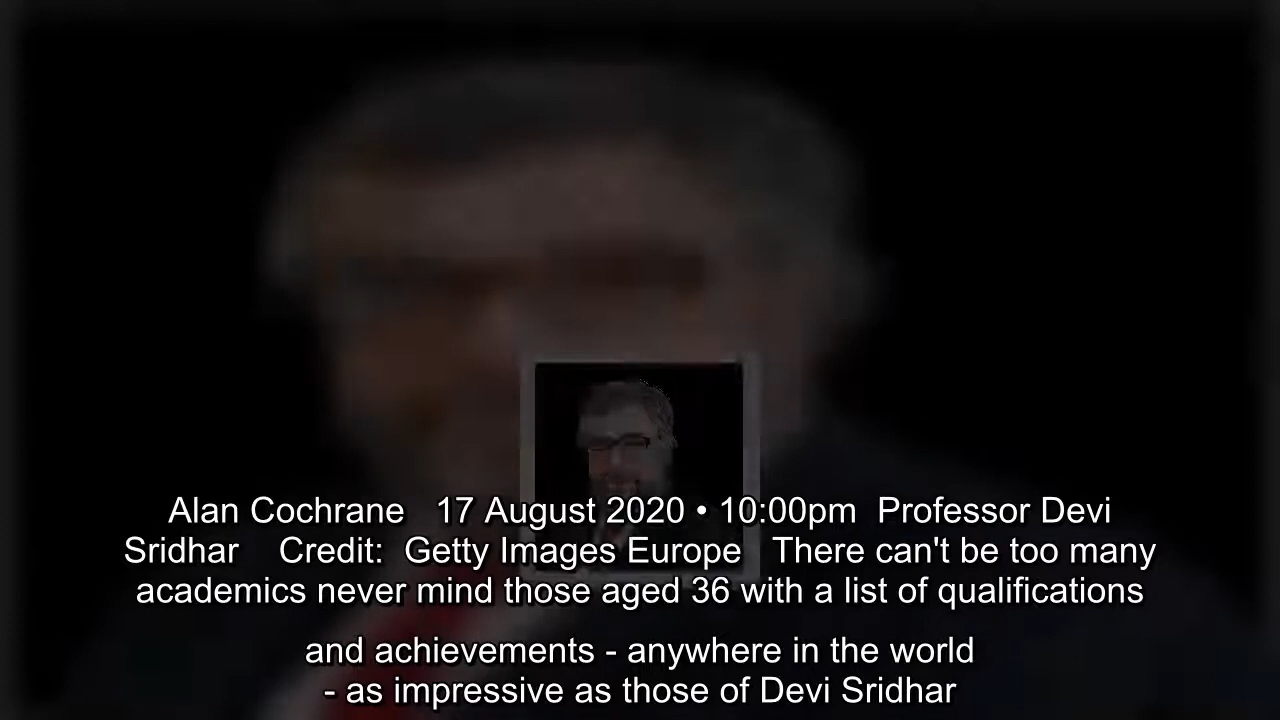 Alan Cochrane   17 August 2020 • 10:00pm  Professor Devi
Sridhar    Credit:  Getty Images Europe   There can't be too many
academics never mind those aged 36 with a list of qualifications
and achievements - anywhere in the world
- as impressive as those of Devi Sridhar